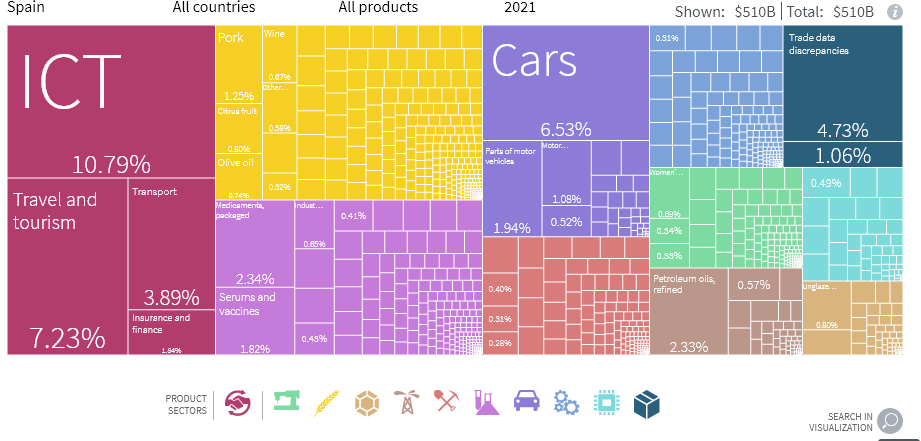 Spain
All countries
All products
2021
Shown: $510B | Total: $510B
i
ICT
10.79%
Travel and
tourism
7.23%
Transport
3.89%
Insurance and
finance
1.84%
Pork
1.25%
Citrus fruit
0.80%
Olive oil
0.74%
Wine
0.67%
Other...
0.59%
0.52%
Medicaments,
packaged
2.34%
Serums and
vaccines
1.82%
Indust...
0.65%
0.45%
0.41%
Cars
6.53%
Parts of motor
vehicles
1.94%
Motor...
1.08%
0.52%
0.40%
0.31%
0.28%
0.51%
Trade data
discrepancies
4.73%
1.06%
Women'...
0.69%
0.54%
0.53%
0.49%
Petroleum oils,
refined
2.33%
0.57%
Unglaze...
0.80%
PRODUCT
SECTORS
SEARCH IN
VISUALIZATION